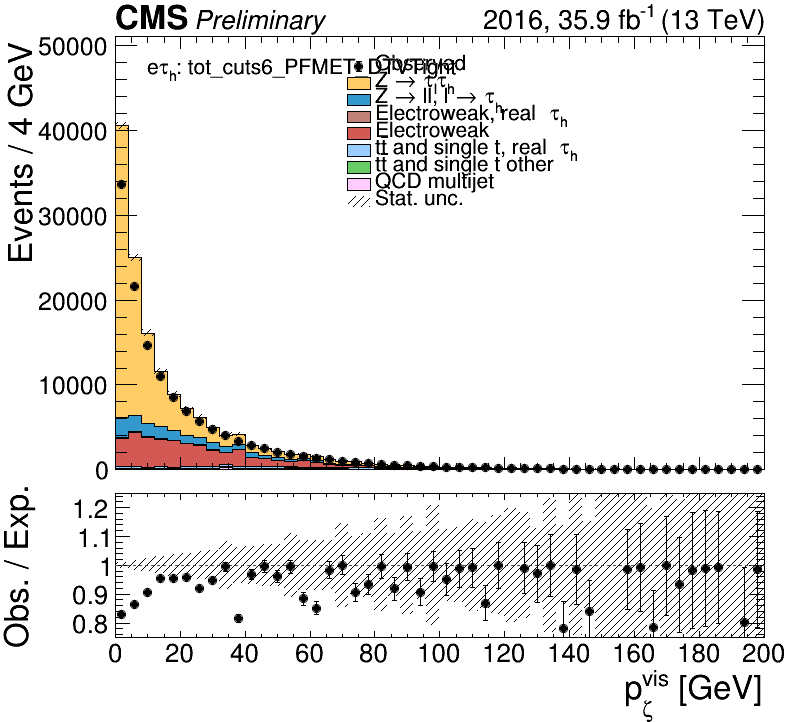 CMS Preliminary 2016, 35.9 fb⁻¹ (13 TeV)
Events / 4 GeV
50000
40000
30000
20000
10000
0
eτh: tot_cuts6_PFMET
Observed
Z → τ τh
Z → ll, l → τh
Electroweak, real τh
Electroweak
tt and single t, real τh
tt and single t other
QCD multijet
Stat. unc.
Obs. / Exp.
1.2
1.1
1
0.9
0.8
0 20 40 60 80 100 120 140 160 180 200
pζvis [GeV]